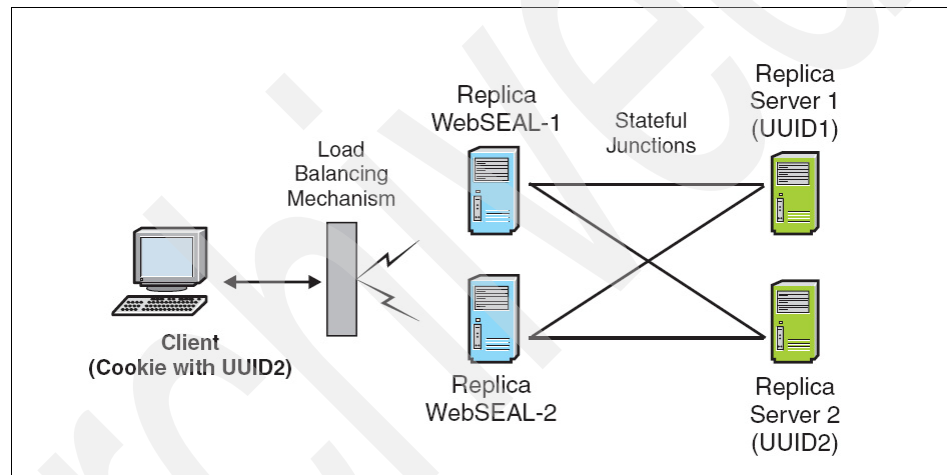 Replica
WebSEAL-1
Stateful
Junctions
Replica
Server 1
(UUID1)
Load
Balancing
Mechanism
Client
(Cookie with UUID2)
Replica
WebSEAL-2
Replica
Server 2
(UUID2)